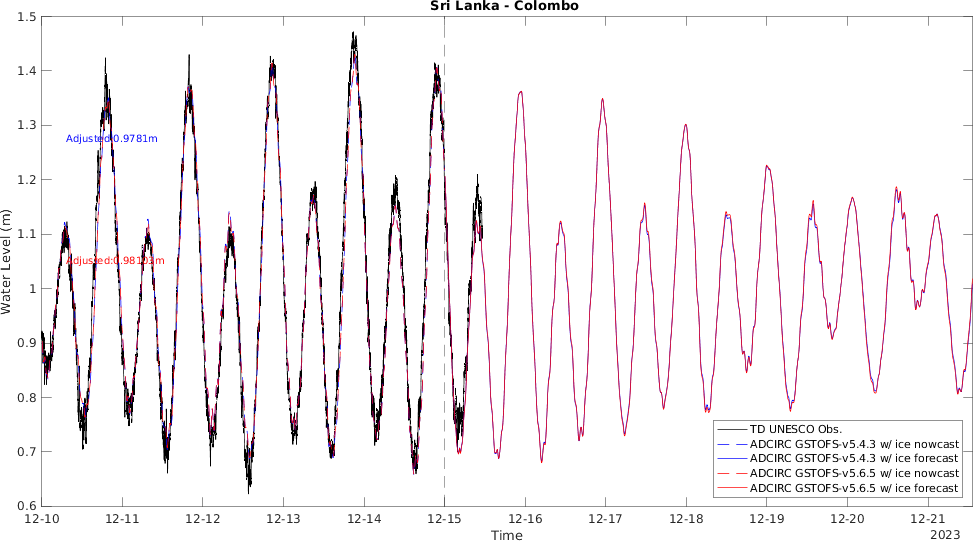 Sri Lanka - Colombo
1.5
1.4
1.3
1.2
1.1
1
0.9
0.8
0.7
0.6
Water Level (m)
Adjusted:0.9781m
TD UNESCO Obs.
ADCIRC GSTOFS-v5.4.3 w/ ice nowcast
ADCIRC GSTOFS-v5.4.3 w/ ice forecast
ADCIRC GSTOFS-v5.6.5 w/ ice nowcast
ADCIRC GSTOFS-v5.6.5 w/ ice forecast
12-10 12-11 12-12 12-13 12-14 12-15 12-16 12-17 12-18 12-19 12-20 12-21
Time
2023